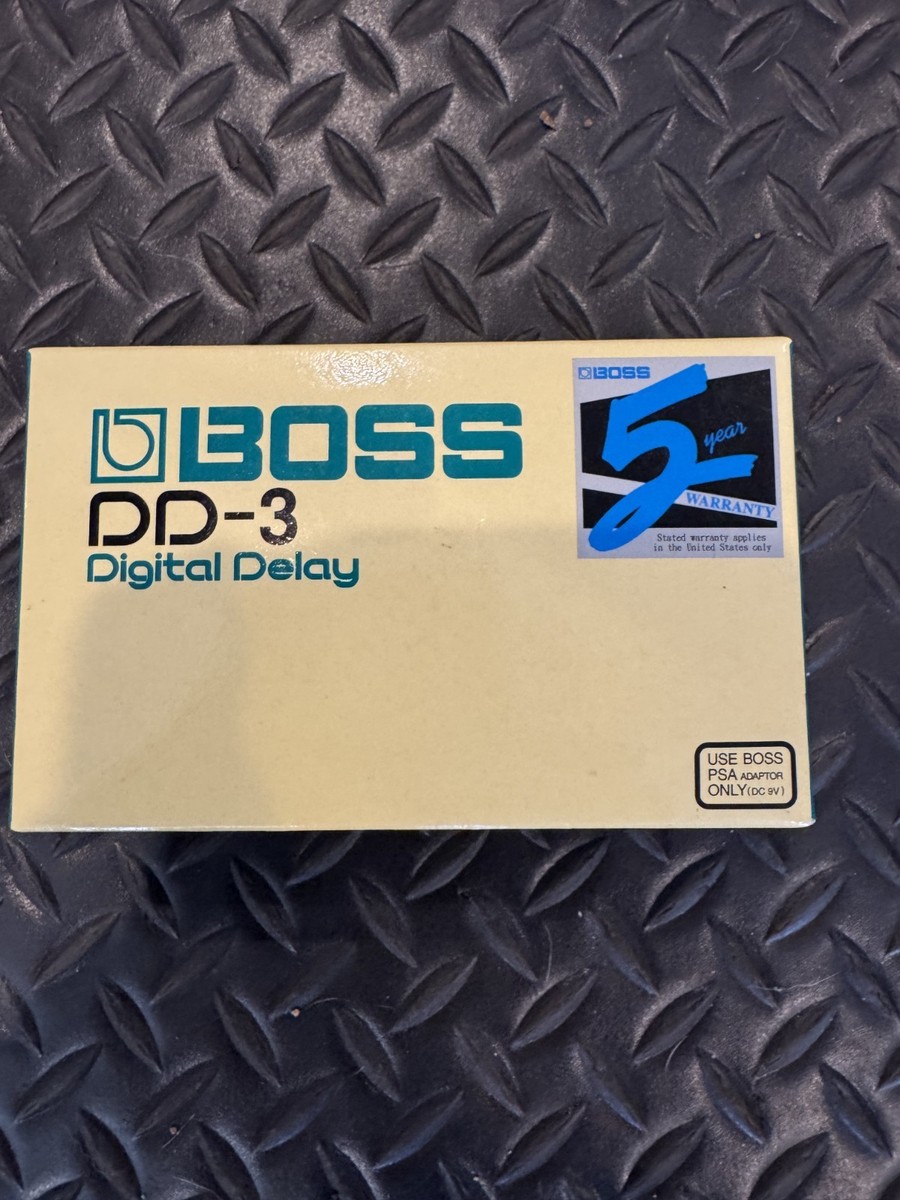 BOSS
DD-3
Digital Delay
BOSS
5 year
WARRANTY
Stated warranty applies
in the United States only
USE BOSS
PSA ADAPTOR
ONLY (DC 9V)